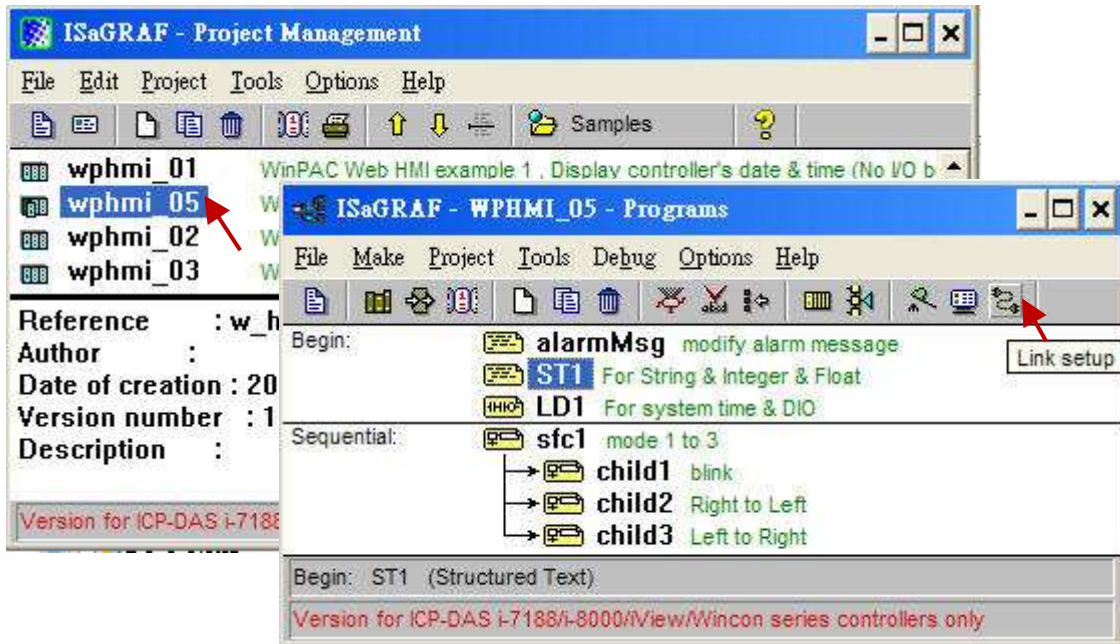 ISaGRAF - Project Management
File Edit Project Tools Options Help
Samples
wphmi_01 WinPAC Web HMI example 1 , Display controller's date & time (No I/O b
wphmi_05 W
wphmi_02 W
wphmi_03 W
Reference : w_h
Author :
Date of creation : 20
Version number : 1
Description :
Version for ICP-DAS i-7188
ISaGRAF - WPHMI_05 - Programs
File Make Project Tools Debug Options Help
Link setup
Begin: alarmMsg modify alarm message
ST1 For String & Integer & Float
LD1 For system time & DIO
Sequential: sfc1 mode 1 to 3
child1 blink
child2 Right to Left
child3 Left to Right
Begin: ST1 (Structured Text)
Version for ICP-DAS i-7188/i-8000/iView/Wincon series controllers only